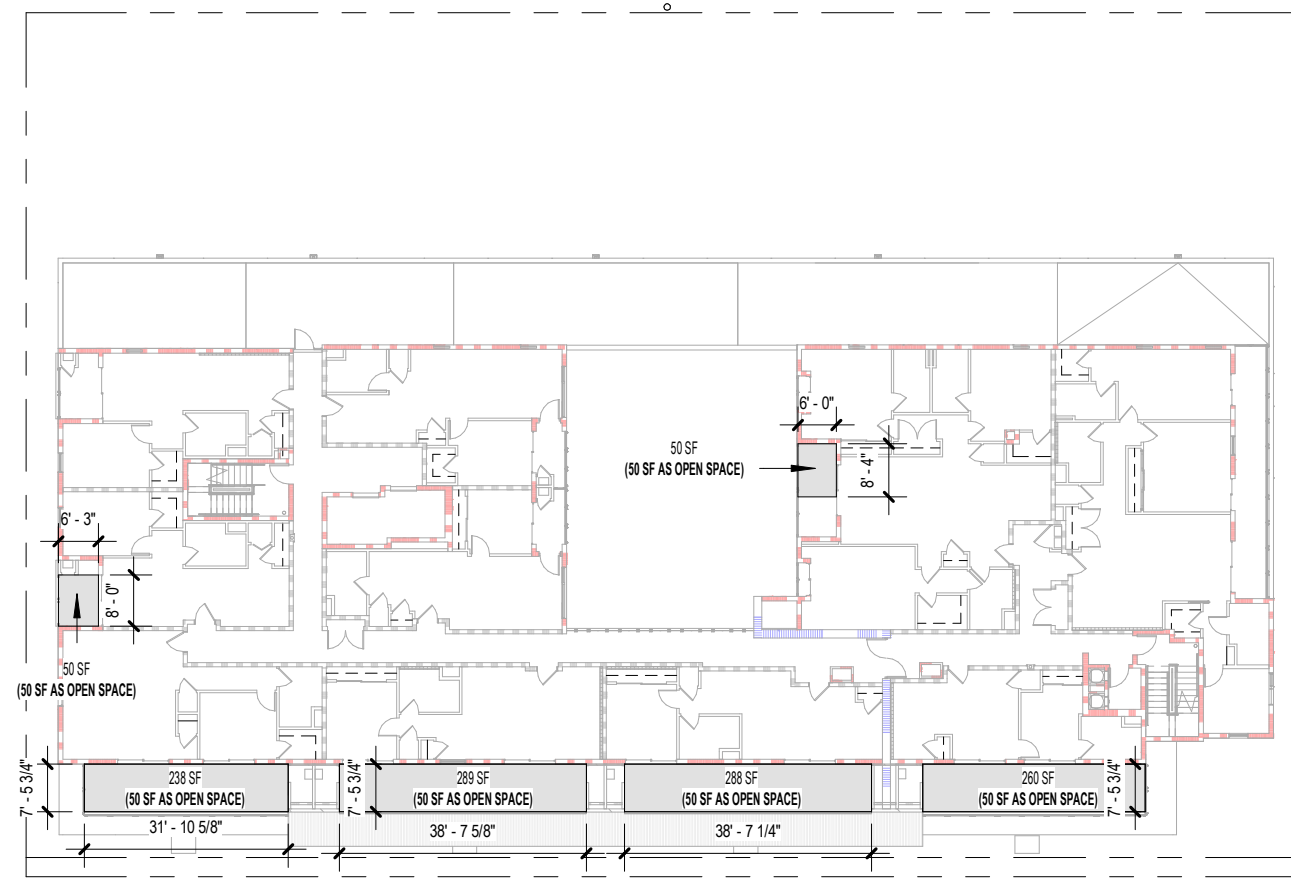 6' - 0"
50 SF
(50 SF AS OPEN SPACE)
8' - 4"
6' - 3"
8' - 0"
50 SF
(50 SF AS OPEN SPACE)
7' - 5 3/4"
238 SF
(50 SF AS OPEN SPACE)
7' - 5 3/4"
289 SF
(50 SF AS OPEN SPACE)
288 SF
(50 SF AS OPEN SPACE)
260 SF
(50 SF AS OPEN SPACE)
7' - 5 3/4"
31' - 10 5/8"
38' - 7 5/8"
38' - 7 1/4"